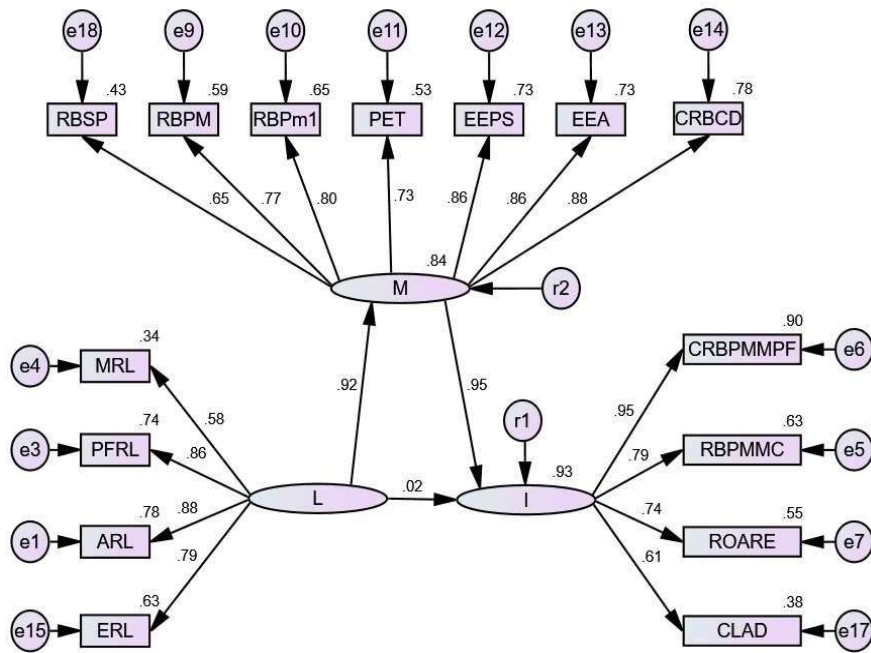 e18 e9 e10 e11 e12 e13 e14
.43 .59 .65 .53 .73 .73 .78
RBSP RBPM RBPm1 PET EEPS EEA CRBCD
.65 .77 .80 .73 .86 .86 .88
.84
M r2
.34 .90
e4 MRL CRBPMMPF e6
.92 .95 .95
.58
.74 r1 .63
e3 PFRL .86 .79 RBPMMC e5
.93
L .02 I
.78 .88 .74 .55
e1 ARL ROARE e7
.79 .61
.63 .38
e15 ERL CLAD e17